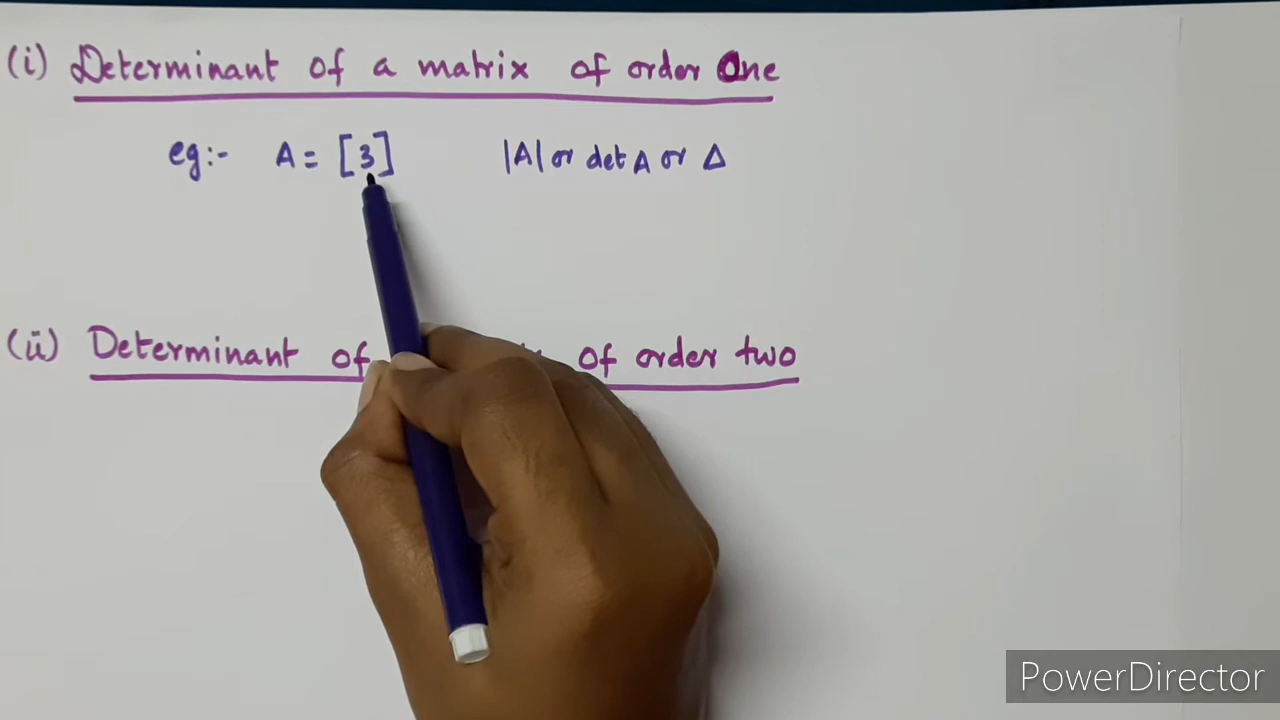 (i) Determinant of a matrix of order One
eg:- A = [3] |A| or det A or Δ
(ii) Determinant of of order two
PowerDirector